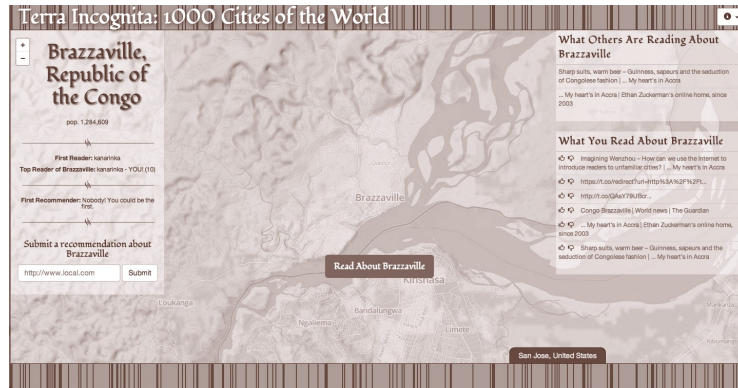 Terra Incognita: 1000 Cities of the World
+
−
Brazzaville,
Republic of
the Congo
pop. 1,284,609
First Reader: kanarinka
Top Reader of Brazzaville: kanarinka - YOU! (10)
First Recommender: Nobody! You could be the
first.
Submit a recommendation about
Brazzaville
http://www.local.com
Submit
Brazzaville
Read About Brazzaville
Kinshasa
Loukanga
Bandalungwa
Ngaliema
Limete
San Jose, United States
What Others Are Reading About
Brazzaville
Sharp suits, warm beer – Guinness, sapeurs and the seduction
of Congolese fashion | ... My heart's in Accra
... My heart's in Accra | Ethan Zuckerman's online home, since
2003
What You Read About Brazzaville
Imagining Wenzhou – How can we use the Internet to
introduce readers to unfamiliar cities? | ... My heart's in Accra
https://t.co/redirect?url=http%3A%2F%2Ft...
http://t.co/QAsY79UBcr...
Congo-Brazzaville | World news | The Guardian
... My heart's in Accra | Ethan Zuckerman's online home,
since 2003
Sharp suits, warm beer – Guinness, sapeurs and the
seduction of Congolese fashion | ... My heart's in Accra